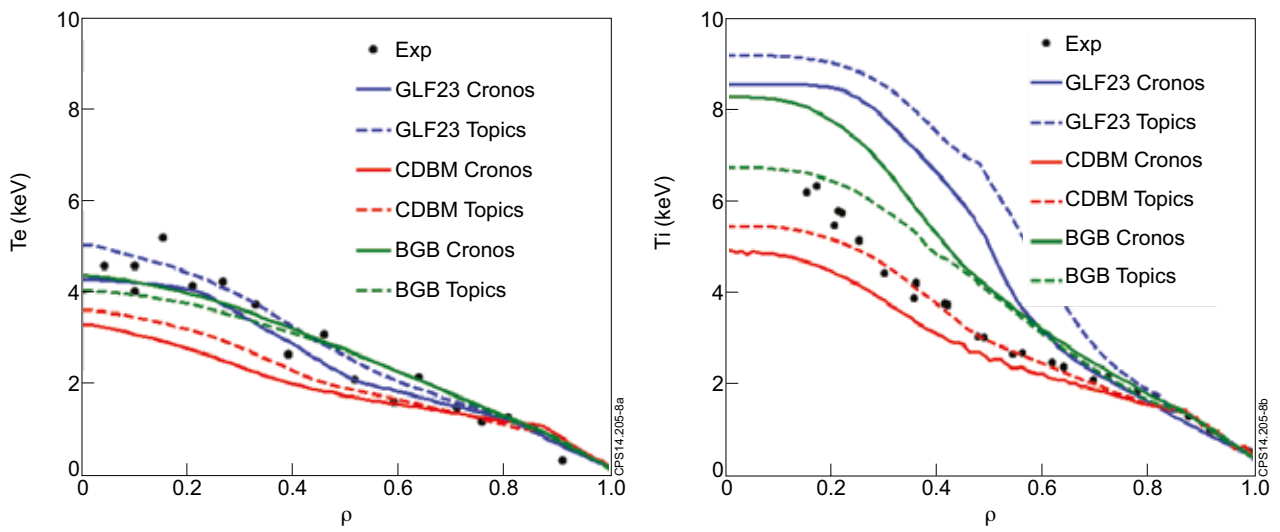 10
8
6
4
2
0
Te (keV)
Exp
GLF23 Cronos
GLF23 Topics
CDBM Cronos
CDBM Topics
BGB Cronos
BGB Topics
CPS14.205-8a
0 0.2 0.4 0.6 0.8 1.0
ρ
10
8
6
4
2
0
Ti (keV)
Exp
GLF23 Cronos
GLF23 Topics
CDBM Cronos
CDBM Topics
BGB Cronos
BGB Topics
CPS14.205-8b
0 0.2 0.4 0.6 0.8 1.0
ρ